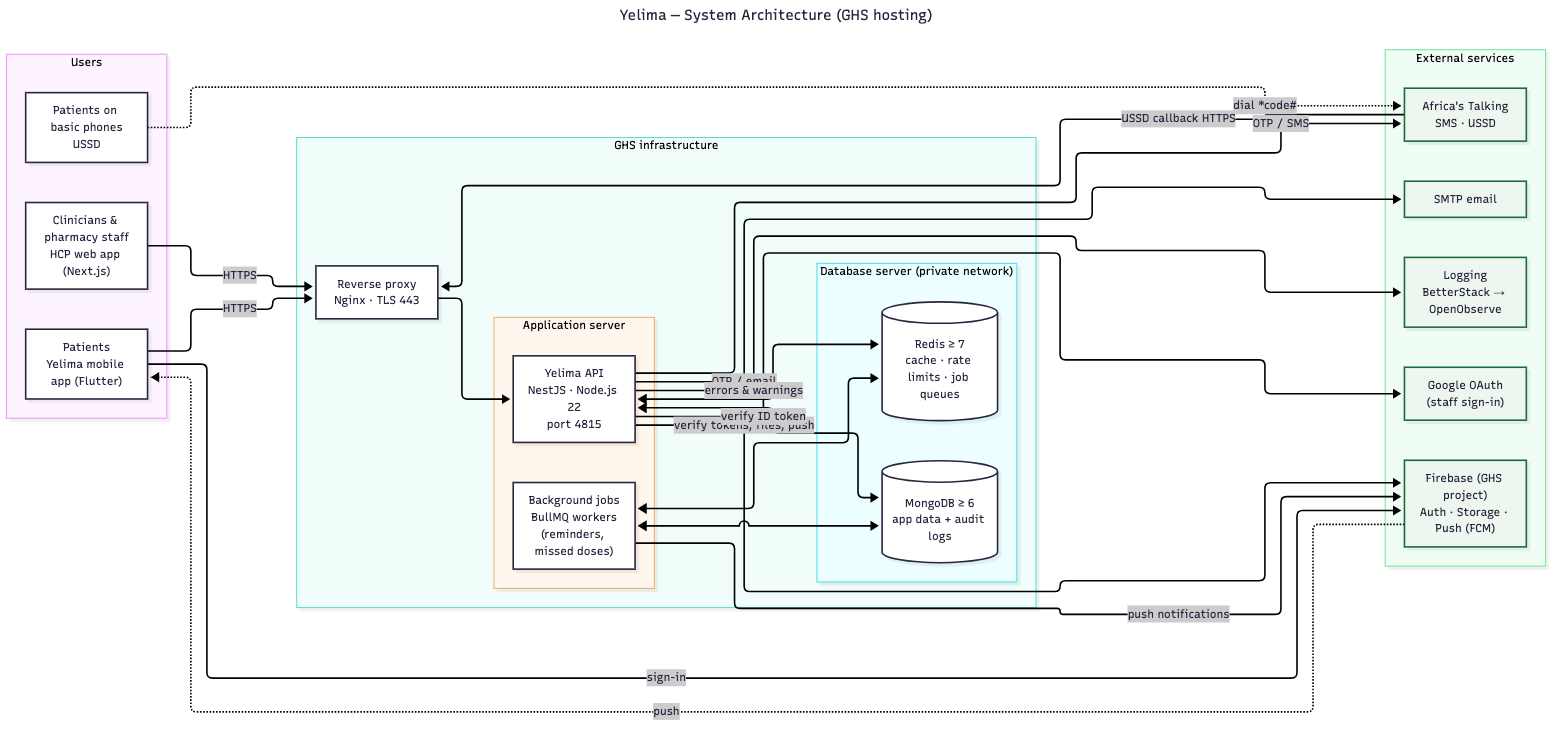 Yelima — System Architecture (GHS hosting)
Users
Patients on
basic phones
USSD
Clinicians &
pharmacy staff
HCP web app
(Next.js)
Patients
Yelima mobile
app (Flutter)
HTTPS
HTTPS
GHS infrastructure
Reverse proxy
Nginx · TLS 443
Application server
Yelima API
NestJS · Node.js
22
port 4815
Background jobs
BullMQ workers
(reminders,
missed doses)
OTP / email
errors & warnings
verify ID token
verify tokens, files, push
Database server (private network)
Redis ≥ 7
cache · rate
limits · job
queues
MongoDB ≥ 6
app data + audit
logs
dial *code#
USSD callback HTTPS
OTP / SMS
push notifications
sign-in
push
External services
Africa's Talking
SMS · USSD
SMTP email
Logging
BetterStack →
OpenObserve
Google OAuth
(staff sign-in)
Firebase (GHS
project)
Auth · Storage ·
Push (FCM)